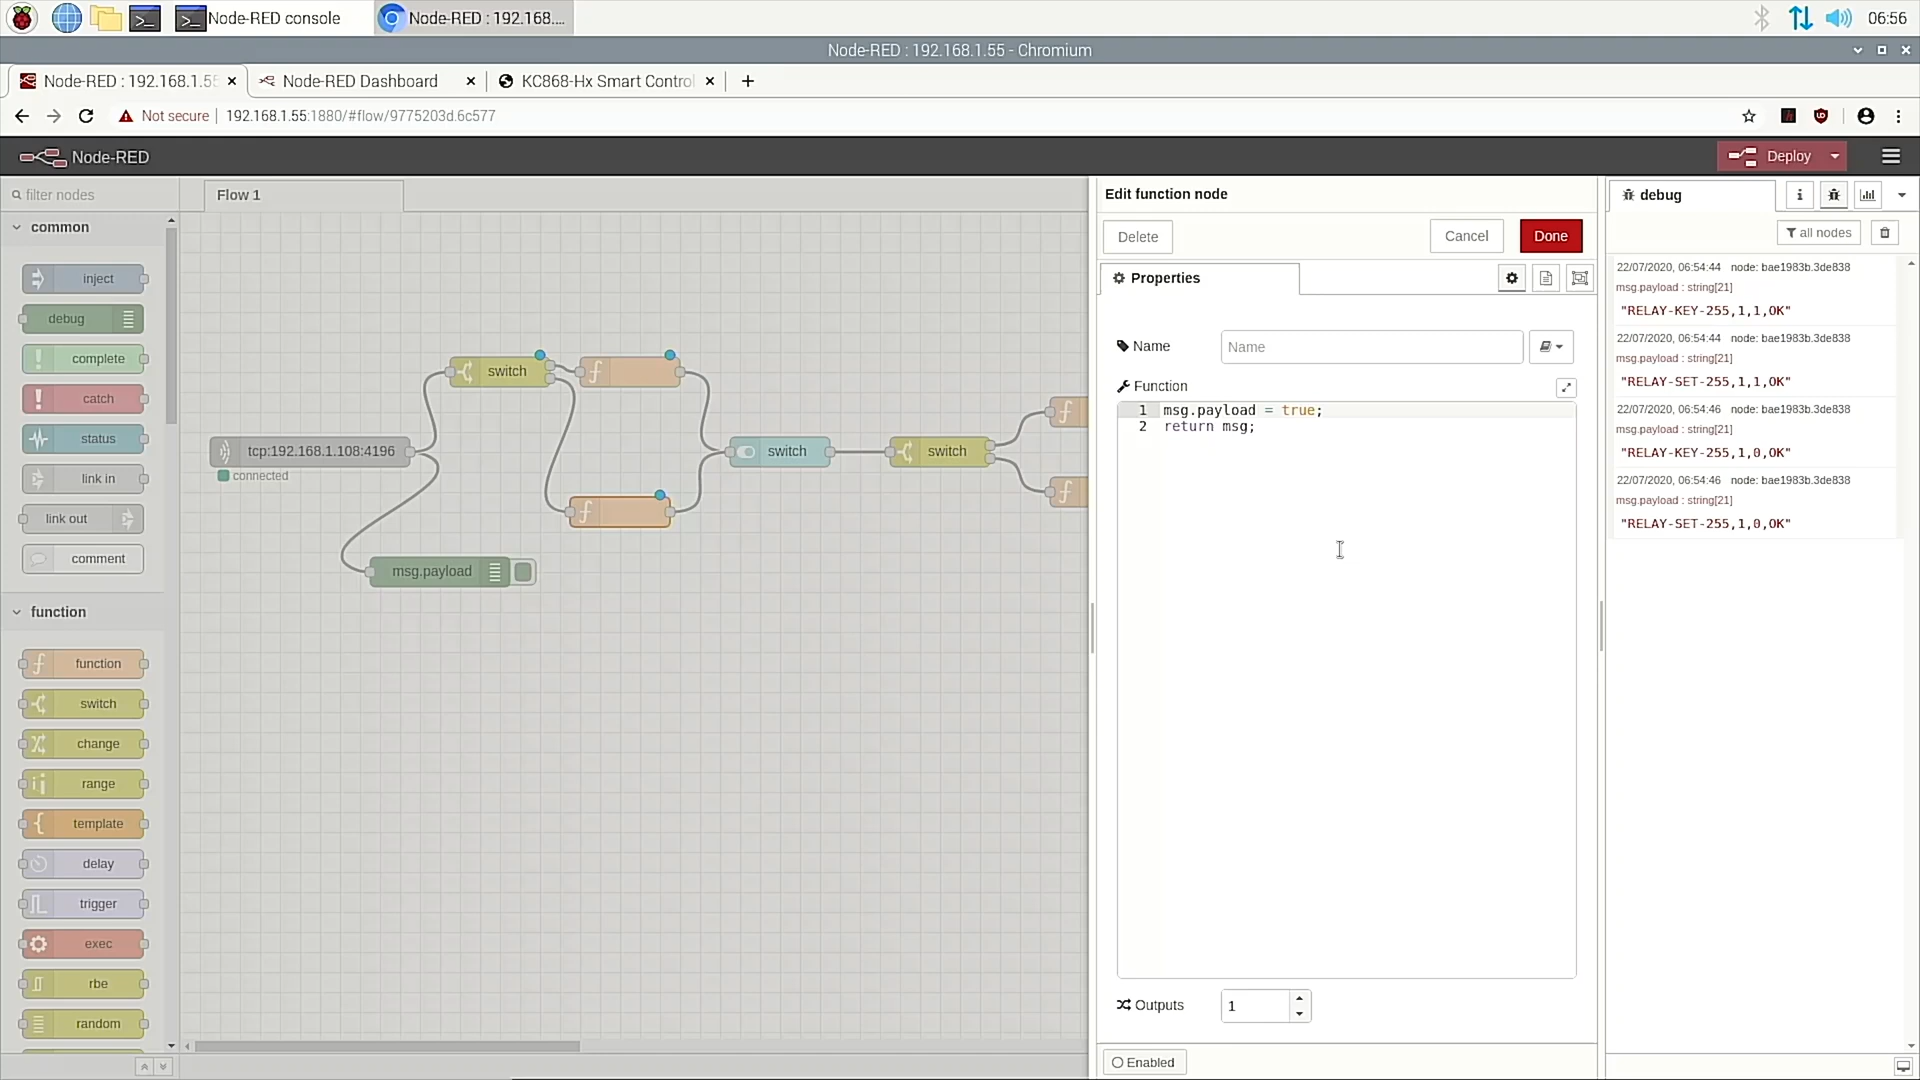 Node-RED console
Node-RED : 192.168....
06:56
Node-RED : 192.168.1.55 - Chromium
Node-RED : 192.168.1.55
Node-RED Dashboard
KC868-Hx Smart Control
Not secure
192.168.1.55:1880/#flow/9775203d.6c577
Node-RED
Deploy
filter nodes
Flow 1
common
inject
debug
complete
catch
status
link in
link out
comment
function
function
switch
change
range
template
delay
trigger
exec
rbe
random
switch
tcp:192.168.1.108:4196
connected
switch
switch
msg.payload
Edit function node
Delete
Cancel
Done
Properties
Name
Name
Function
1 msg.payload = true;
2 return msg;
Outputs
1
Enabled
debug
i
all nodes
22/07/2020, 06:54:44 node: bae1983b.3de838
msg.payload : string[21]
"RELAY-KEY-255,1,1,OK"
22/07/2020, 06:54:44 node: bae1983b.3de838
msg.payload : string[21]
"RELAY-SET-255,1,1,OK"
22/07/2020, 06:54:46 node: bae1983b.3de838
msg.payload : string[21]
"RELAY-KEY-255,1,0,OK"
22/07/2020, 06:54:46 node: bae1983b.3de838
msg.payload : string[21]
"RELAY-SET-255,1,0,OK"